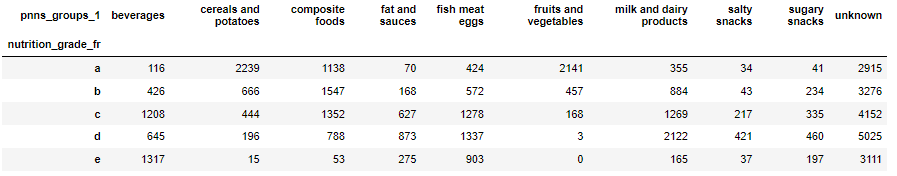 pnns_groups_1 beverages cereals and potatoes composite foods fat and sauces fish meat eggs fruits and vegetables milk and dairy products salty snacks sugary snacks unknown
nutrition_grade_fr
a 116 2239 1138 70 424 2141 355 34 41 2915
b 426 666 1547 168 572 457 884 43 234 3276
c 1208 444 1352 627 1278 168 1269 217 335 4152
d 645 196 788 873 1337 3 2122 421 460 5025
e 1317 15 53 275 903 0 165 37 197 3111